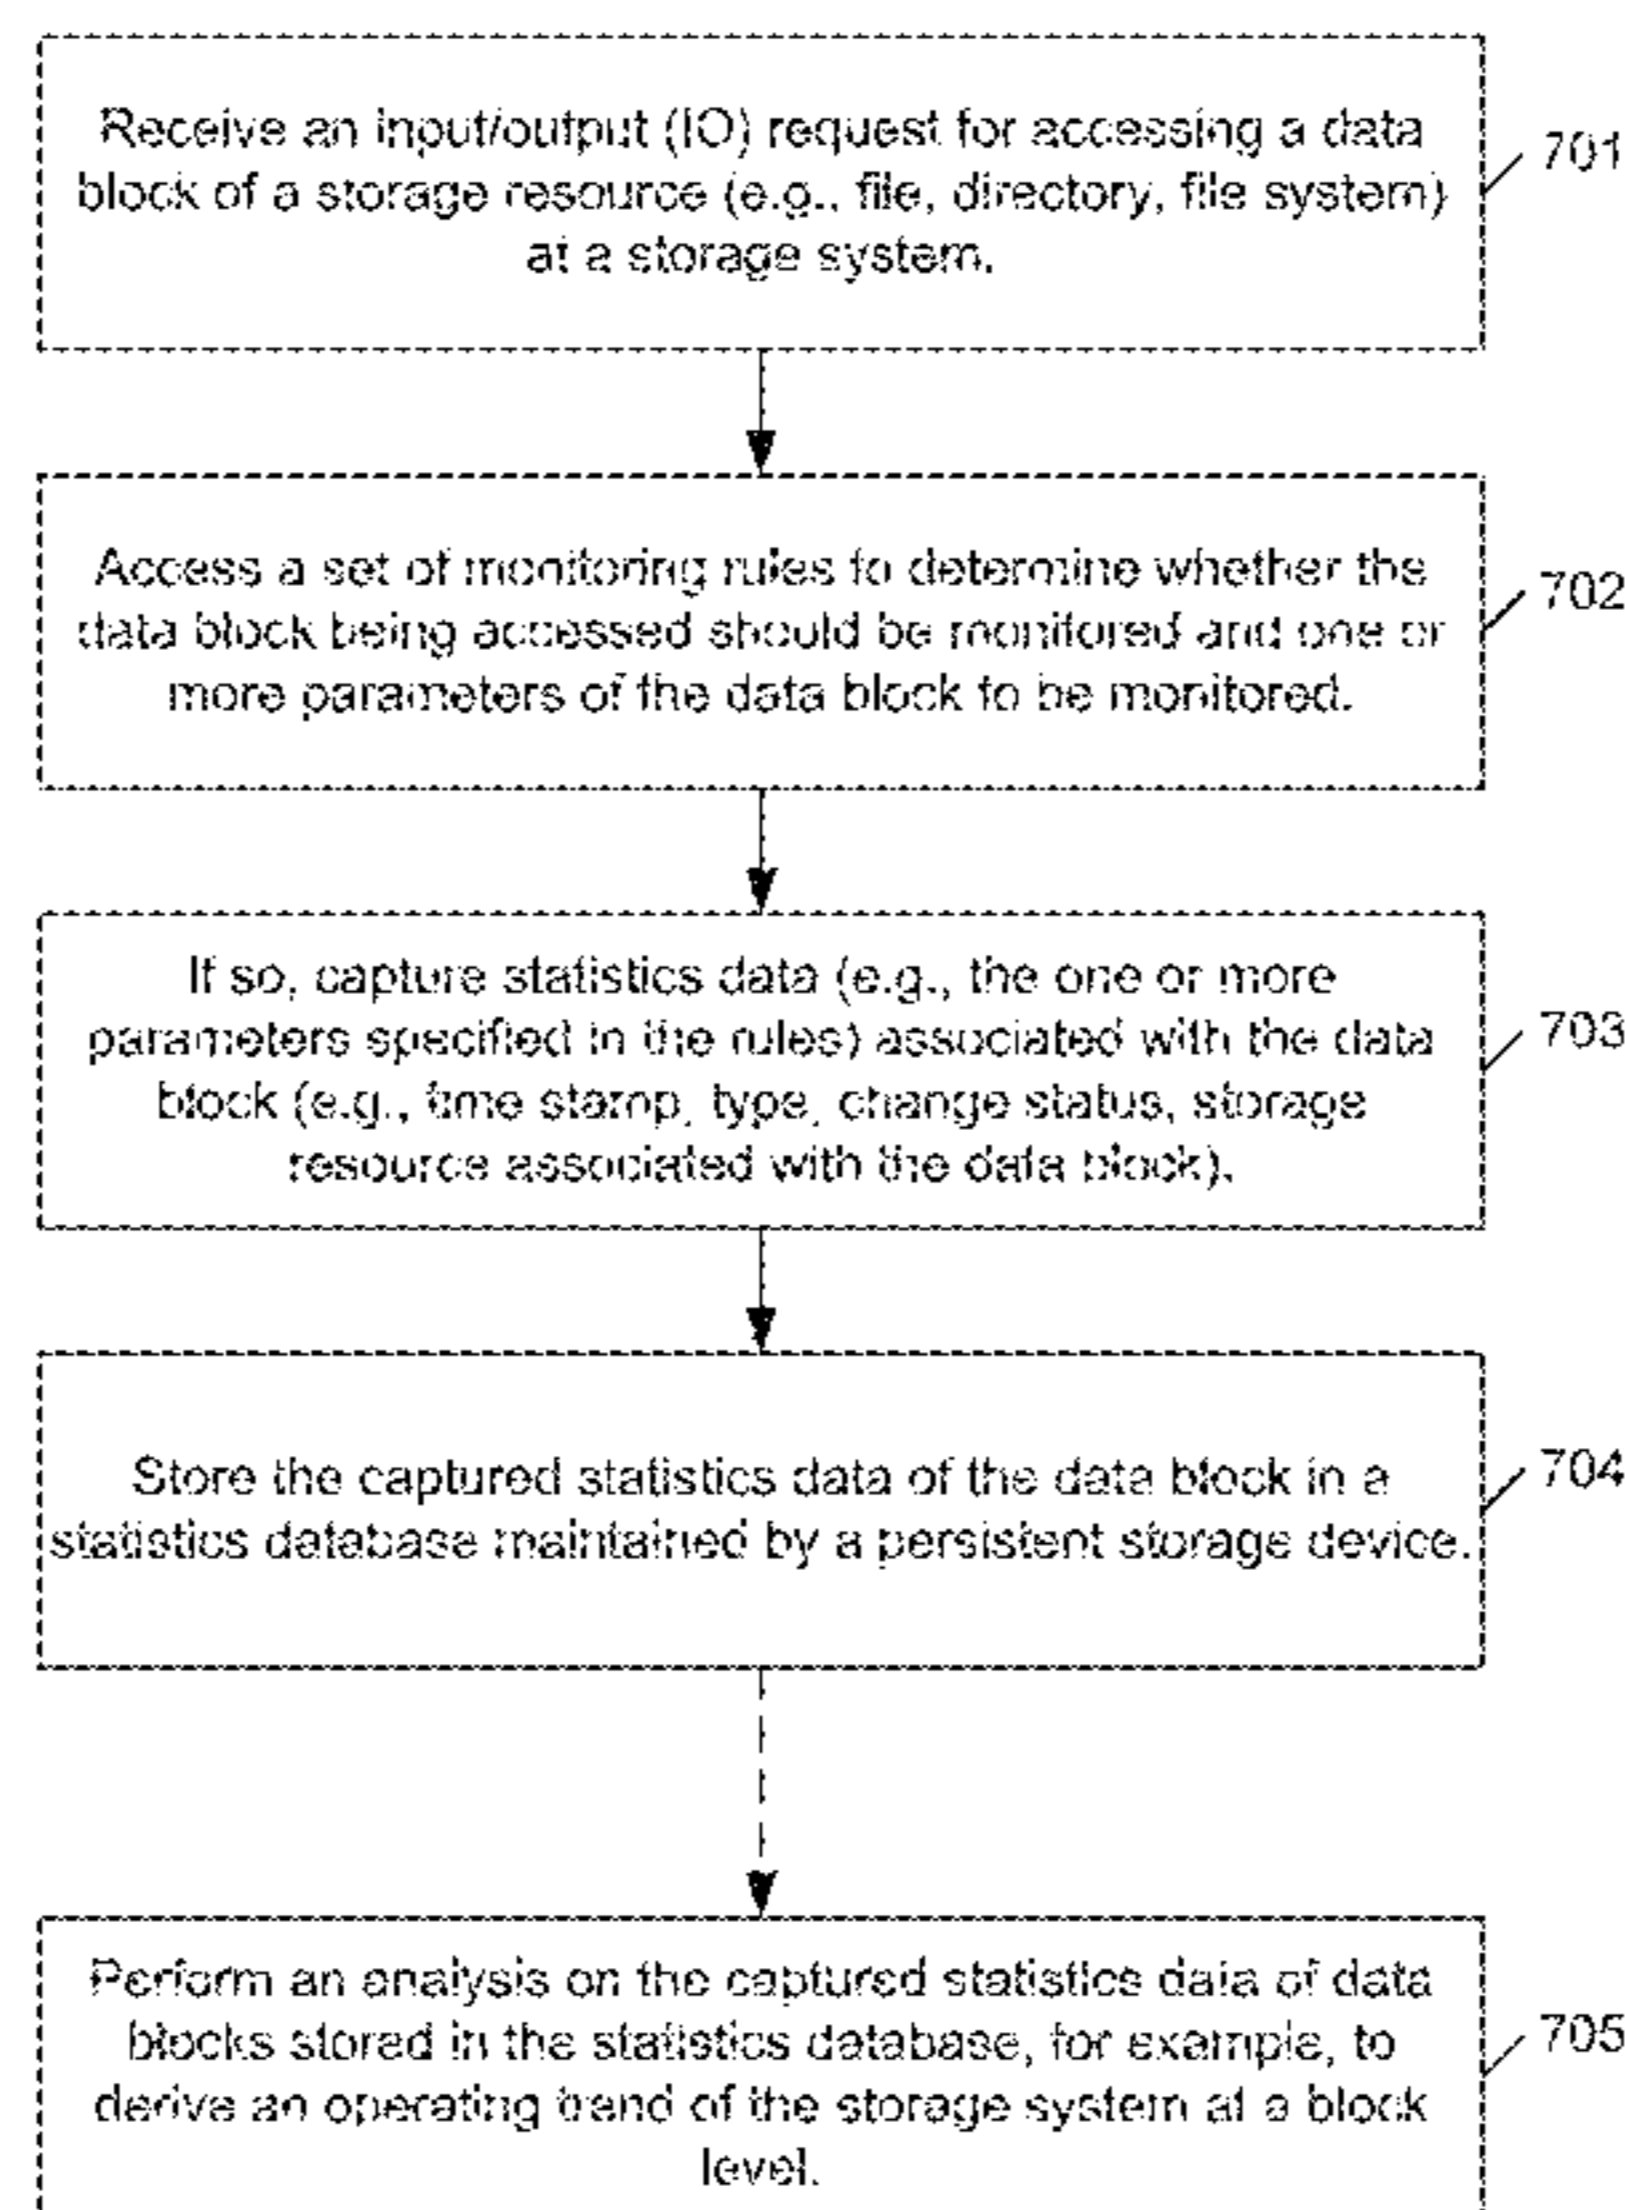 Receive an input/output (IO) request for accessing a data
block of a storage resource (e.g., file, directory, file system)
at a storage system.
701
Access a set of monitoring rules to determine whether the
data block being accessed should be monitored and one or
more parameters of the data block to be monitored.
702
If so, capture statistics data (e.g., the one or more
parameters specified in the rules) associated with the data
block (e.g., time stamp, type, change status, storage
resource associated with the data block).
703
Store the captured statistics data of the data block in a
statistics database maintained by a persistent storage device.
704
Perform an analysis on the captured statistics data of data
blocks stored in the statistics database, for example, to
derive an operating trend of the storage system at a block
level.
705